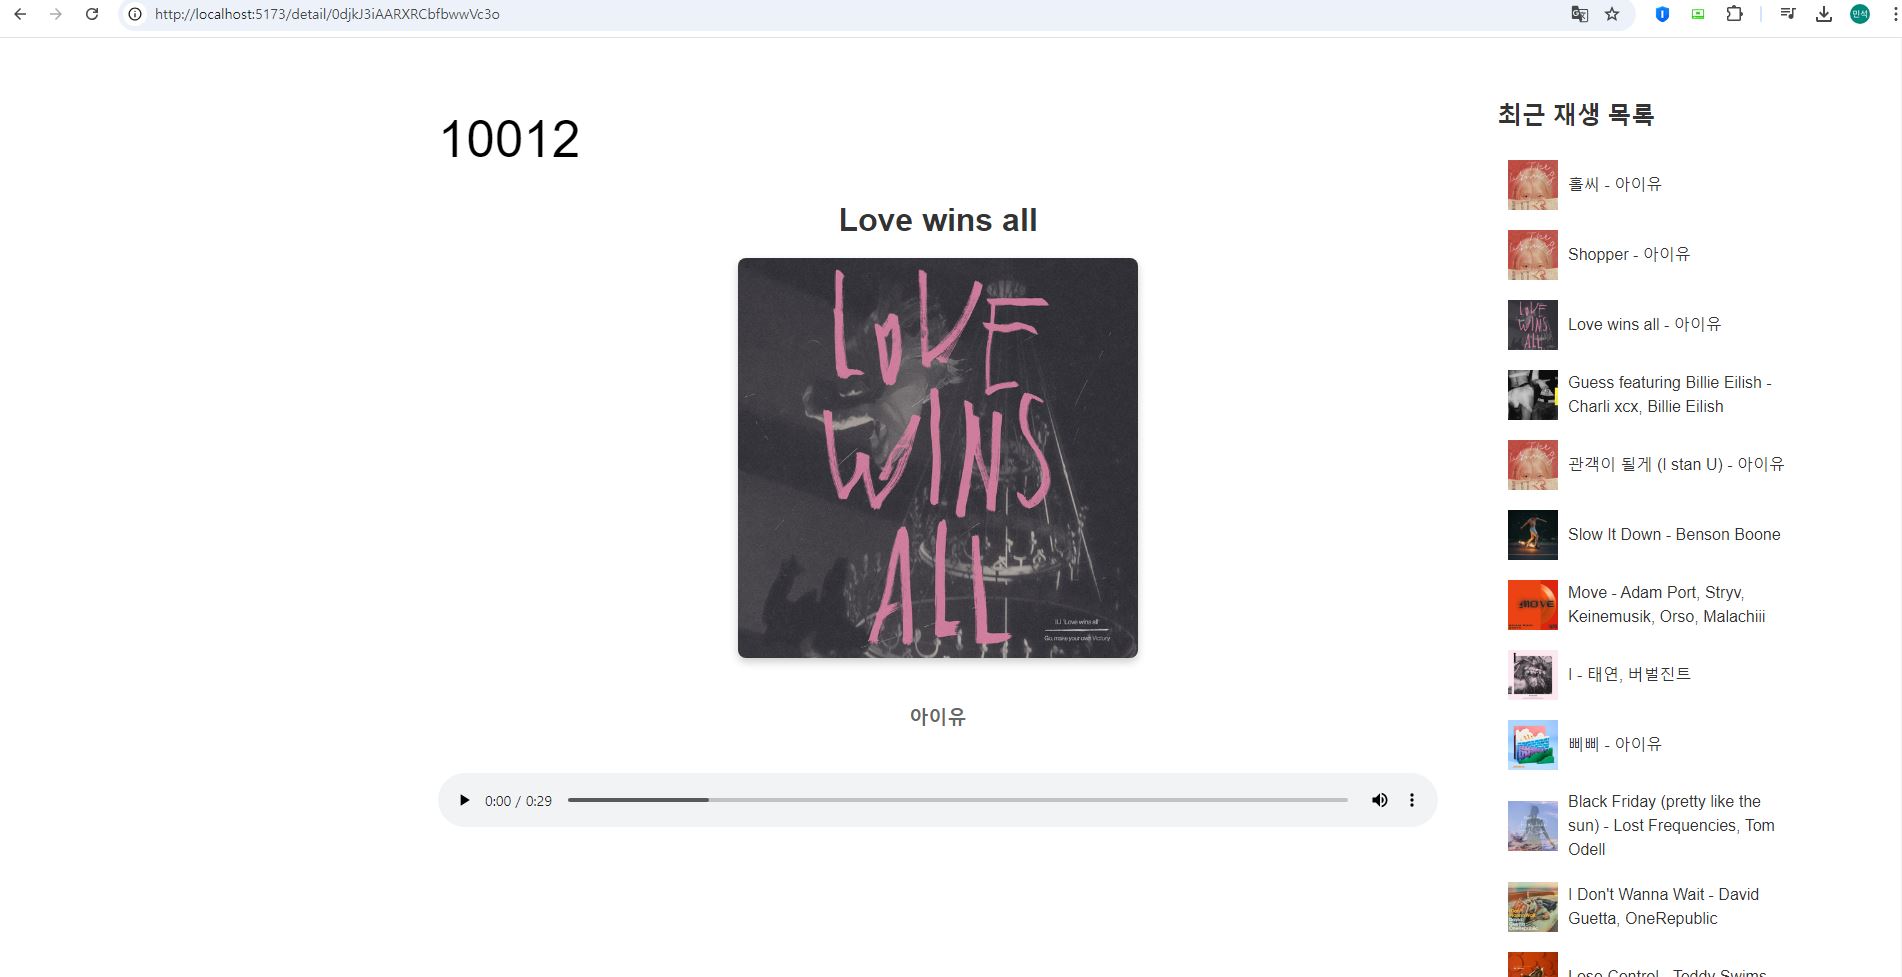 http://localhost:5173/detail/0djkJ3iAARXRCbfbwwVc3o
민석
10012
Love wins all
LOVE
WINS
ALL
IU 'Love wins all'
Go, make your own Victory
아이유
0:00 / 0:29
최근 재생 목록
홀씨 - 아이유
Shopper - 아이유
Love wins all - 아이유
Guess featuring Billie Eilish -
Charli xcx, Billie Eilish
관객이 될게 (I stan U) - 아이유
Slow It Down - Benson Boone
MOVE
Move - Adam Port, Stryv,
Keinemusik, Orso, Malachiii
I - 태연, 버벌진트
삐삐 - 아이유
Black Friday (pretty like the
sun) - Lost Frequencies, Tom
Odell
I Don't Wanna Wait - David
Guetta, OneRepublic
Lose Control - Teddy Swims